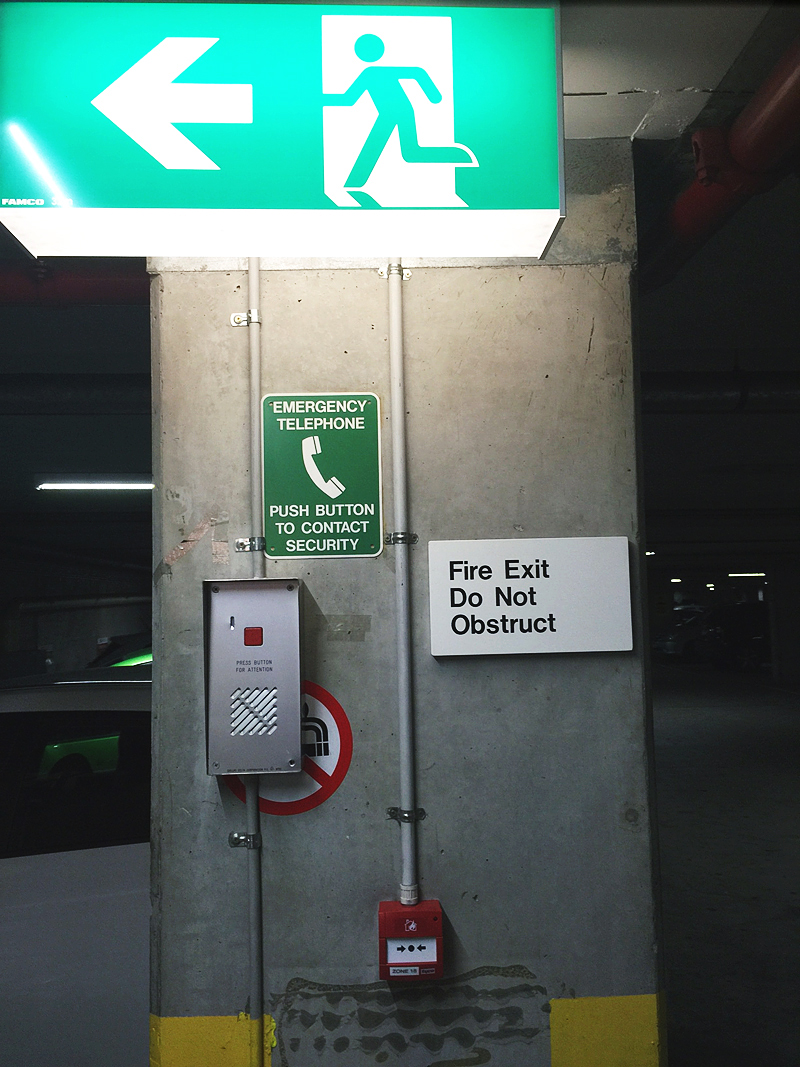 FAMCO
EMERGENCY
TELEPHONE
PUSH BUTTON
TO CONTACT
SECURITY
Fire Exit
Do Not
Obstruct
PRESS BUTTON
FOR ATTENTION